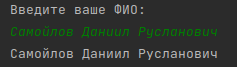 Введите ваше ФИО:
Самойлов Даниил Русланович
Самойлов Даниил Русланович